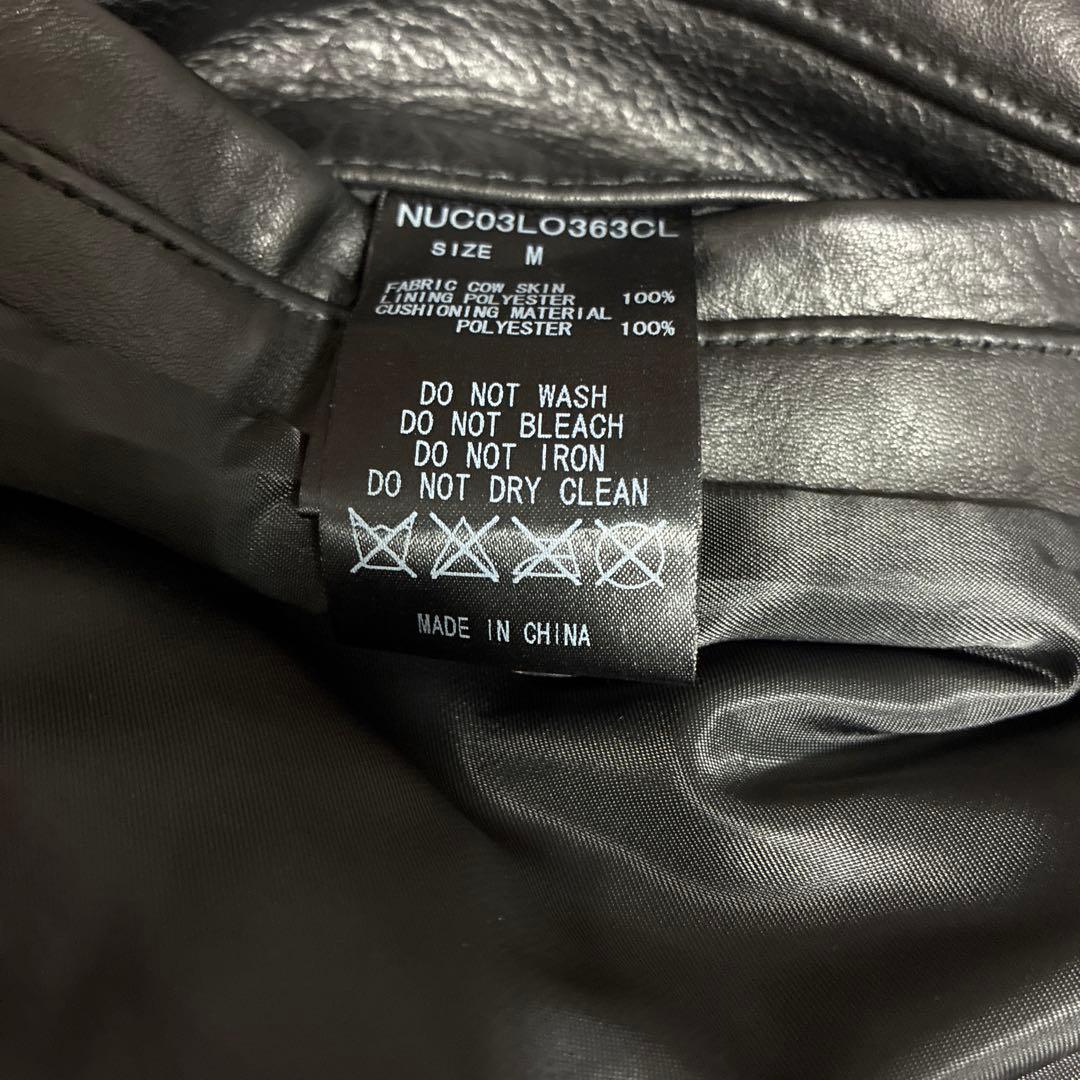 NUC03LO363CL
SIZE M
FABRIC COW SKIN
LINING POLYESTER 100%
CUSHIONING MATERIAL
POLYESTER 100%
DO NOT WASH
DO NOT BLEACH
DO NOT IRON
DO NOT DRY CLEAN
MADE IN CHINA